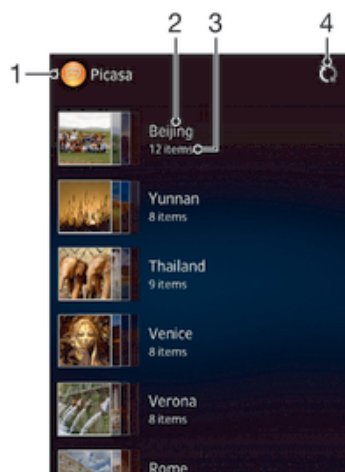 2 3 4
1 Picasa
Beijing
12 items
Yunnan
8 items
Thailand
9 items
Venice
8 items
Verona
8 items
Rome